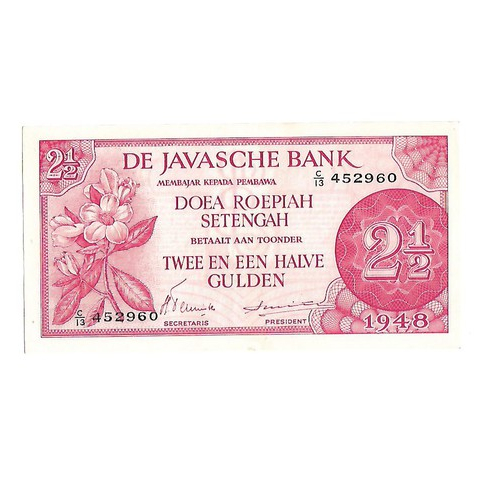 2½
DE JAVASCHE BANK
MEMBAJAR KEPADA PEMBAWA
C/13 452960
DOEA ROEPIAH
SETENGAH
BETAALT AAN TOONDER
TWEE EN EEN HALVE
GULDEN
2½
C/13 452960
SECRETARIS
PRESIDENT
1948